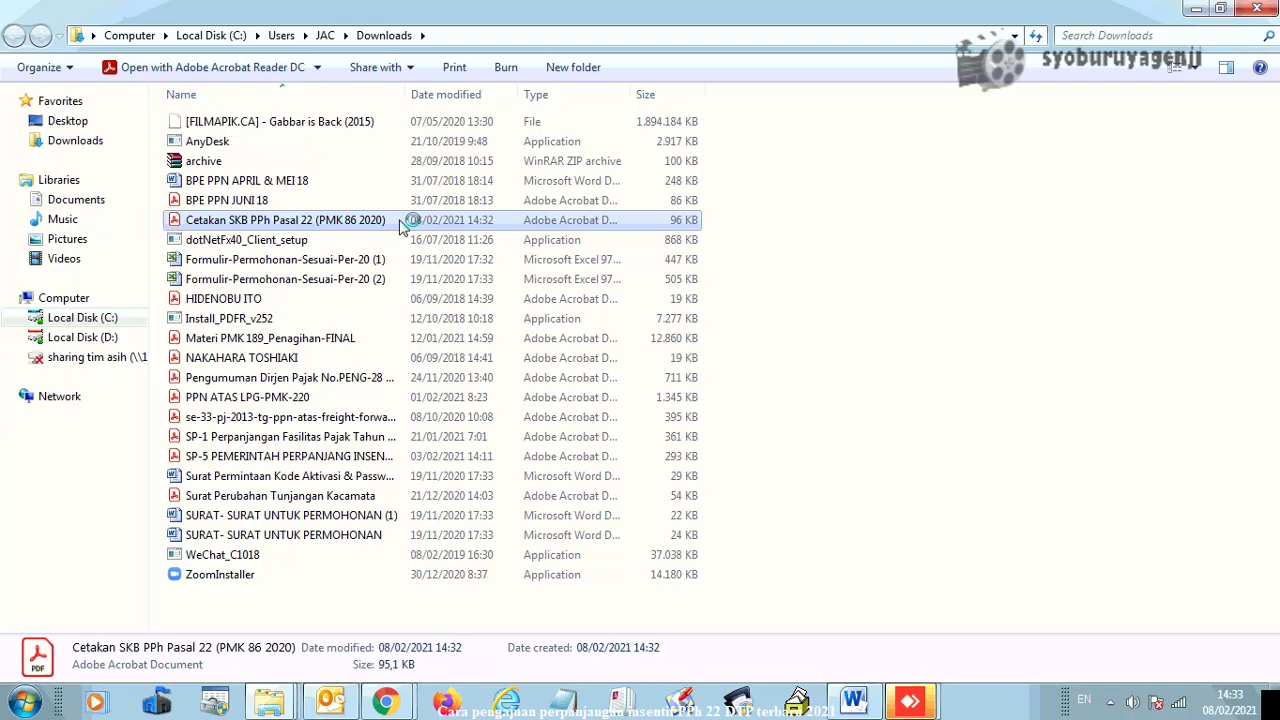 Computer Local Disk (C:) Users JAC Downloads Search Downloads
syoburuyagenji
Organize Open with Adobe Acrobat Reader DC Share with Print Burn New folder
Name Date modified Type Size
Favorites
Desktop
Downloads
Libraries
Documents
Music
Pictures
Videos
Computer
Local Disk (C:)
Local Disk (D:)
sharing tim asih (\\1
Network
[FILMAPIK.CA] - Gabbar is Back (2015) 07/05/2020 13:30 File 1.894.184 KB
AnyDesk 21/10/2019 9:48 Application 2.917 KB
archive 28/09/2018 10:15 WinRAR ZIP archive 100 KB
BPE PPN APRIL & MEI 18 31/07/2018 18:14 Microsoft Word D... 248 KB
BPE PPN JUNI 18 31/07/2018 18:13 Adobe Acrobat D... 86 KB
Cetakan SKB PPh Pasal 22 (PMK 86 2020) 08/02/2021 14:32 Adobe Acrobat D... 96 KB
dotNetFx40_Client_setup 16/07/2018 11:26 Application 868 KB
Formulir-Permohonan-Sesuai-Per-20 (1) 19/11/2020 17:32 Microsoft Excel 97... 447 KB
Formulir-Permohonan-Sesuai-Per-20 (2) 19/11/2020 17:33 Microsoft Excel 97... 505 KB
HIDENOBU ITO 06/09/2018 14:39 Adobe Acrobat D... 19 KB
Install_PDFR_v252 12/10/2018 10:18 Application 7.277 KB
Materi PMK 189_Penagihan-FINAL 12/01/2021 14:59 Adobe Acrobat D... 12.860 KB
NAKAHARA TOSHIAKI 06/09/2018 14:41 Adobe Acrobat D... 19 KB
Pengumuman Dirjen Pajak No.PENG-28 ... 24/11/2020 13:40 Adobe Acrobat D... 711 KB
PPN ATAS LPG-PMK-220 01/02/2021 8:23 Adobe Acrobat D... 1.345 KB
se-33-pj-2013-tg-ppn-atas-freight-forwa... 08/10/2020 10:08 Adobe Acrobat D... 395 KB
SP-1 Perpanjangan Fasilitas Pajak Tahun ... 21/01/2021 7:01 Adobe Acrobat D... 361 KB
SP-5 PEMERINTAH PERPANJANG INSEN... 03/02/2021 14:11 Adobe Acrobat D... 293 KB
Surat Permintaan Kode Aktivasi & Passw... 19/11/2020 17:33 Microsoft Word D... 29 KB
Surat Perubahan Tunjangan Kacamata 21/12/2020 14:03 Adobe Acrobat D... 54 KB
SURAT- SURAT UNTUK PERMOHONAN (1) 19/11/2020 17:33 Microsoft Word D... 22 KB
SURAT- SURAT UNTUK PERMOHONAN 19/11/2020 17:33 Microsoft Word D... 24 KB
WeChat_C1018 08/02/2019 16:30 Application 37.038 KB
ZoomInstaller 30/12/2020 8:37 Application 14.180 KB
Cetakan SKB PPh Pasal 22 (PMK 86 2020) Date modified: 08/02/2021 14:32 Date created: 08/02/2021 14:32
Adobe Acrobat Document Size: 95,1 KB
PDF
EN 14:33
08/02/2021
Cara pengajuan perpanjangan insentif PPh 22 DTP terbaru 2021